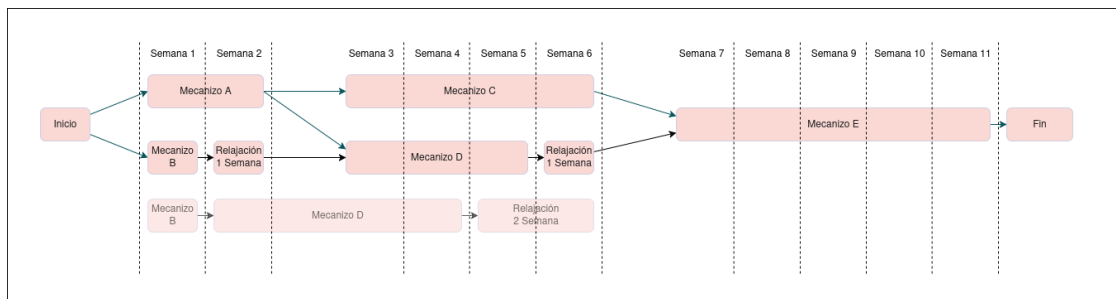 Semana 1
Semana 2
Semana 3
Semana 4
Semana 5
Semana 6
Semana 7
Semana 8
Semana 9
Semana 10
Semana 11
Mecanizo A
Mecanizo C
Inicio
Mecanizo E
Fin
Mecanizo
B
Relajación
1 Semana
Mecanizo D
Relajación
1 Semana
Mecanizo
B
Mecanizo D
Relajación
2 Semana